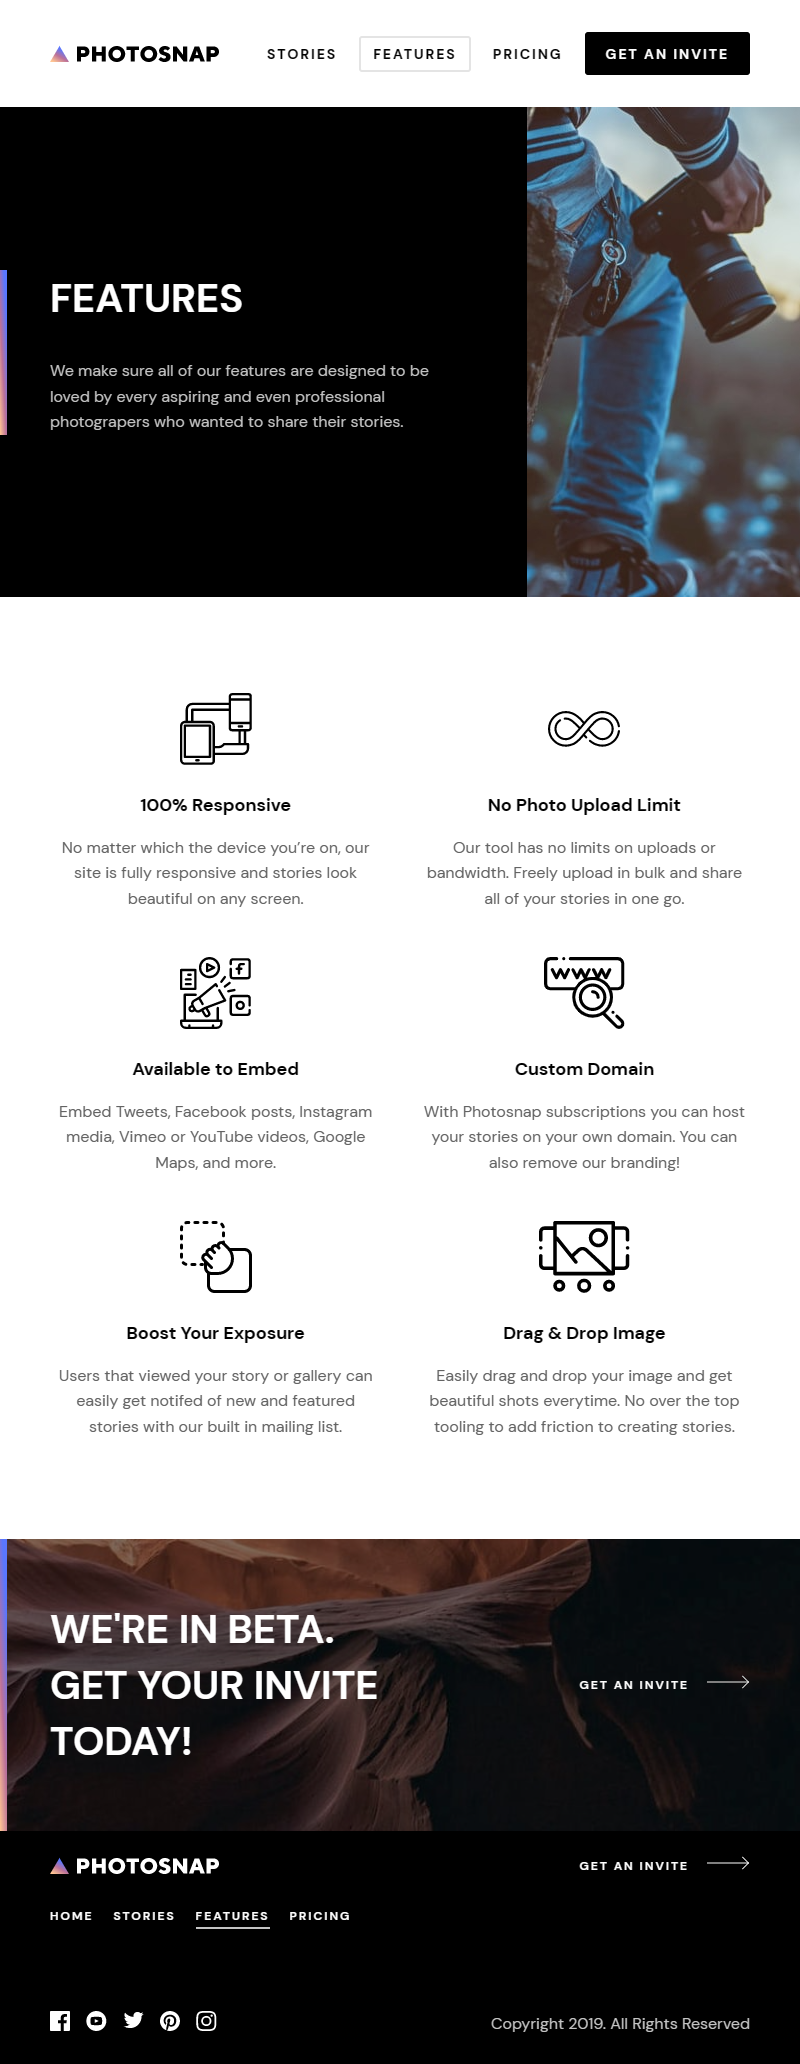 PHOTOSNAP
STORIES
FEATURES
PRICING
GET AN INVITE
FEATURES
We make sure all of our features are designed to be
loved by every aspiring and even professional
photograpers who wanted to share their stories.
100% Responsive
No matter which the device you’re on, our
site is fully responsive and stories look
beautiful on any screen.
No Photo Upload Limit
Our tool has no limits on uploads or
bandwidth. Freely upload in bulk and share
all of your stories in one go.
Available to Embed
Embed Tweets, Facebook posts, Instagram
media, Vimeo or YouTube videos, Google
Maps, and more.
WWW
Custom Domain
With Photosnap subscriptions you can host
your stories on your own domain. You can
also remove our branding!
Boost Your Exposure
Users that viewed your story or gallery can
easily get notifed of new and featured
stories with our built in mailing list.
Drag & Drop Image
Easily drag and drop your image and get
beautiful shots everytime. No over the top
tooling to add friction to creating stories.
WE'RE IN BETA.
GET YOUR INVITE
TODAY!
GET AN INVITE
PHOTOSNAP
GET AN INVITE
HOME
STORIES
FEATURES
PRICING
Copyright 2019. All Rights Reserved